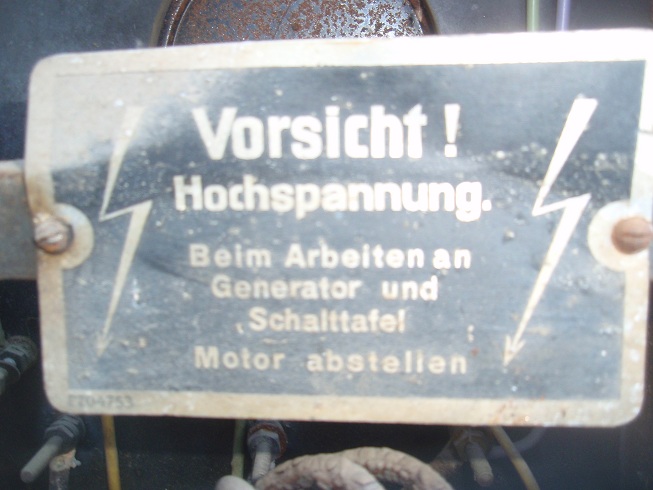 Vorsicht!
Hochspannung.
Beim Arbeiten an
Generator und
Schalttafel
Motor abstellen